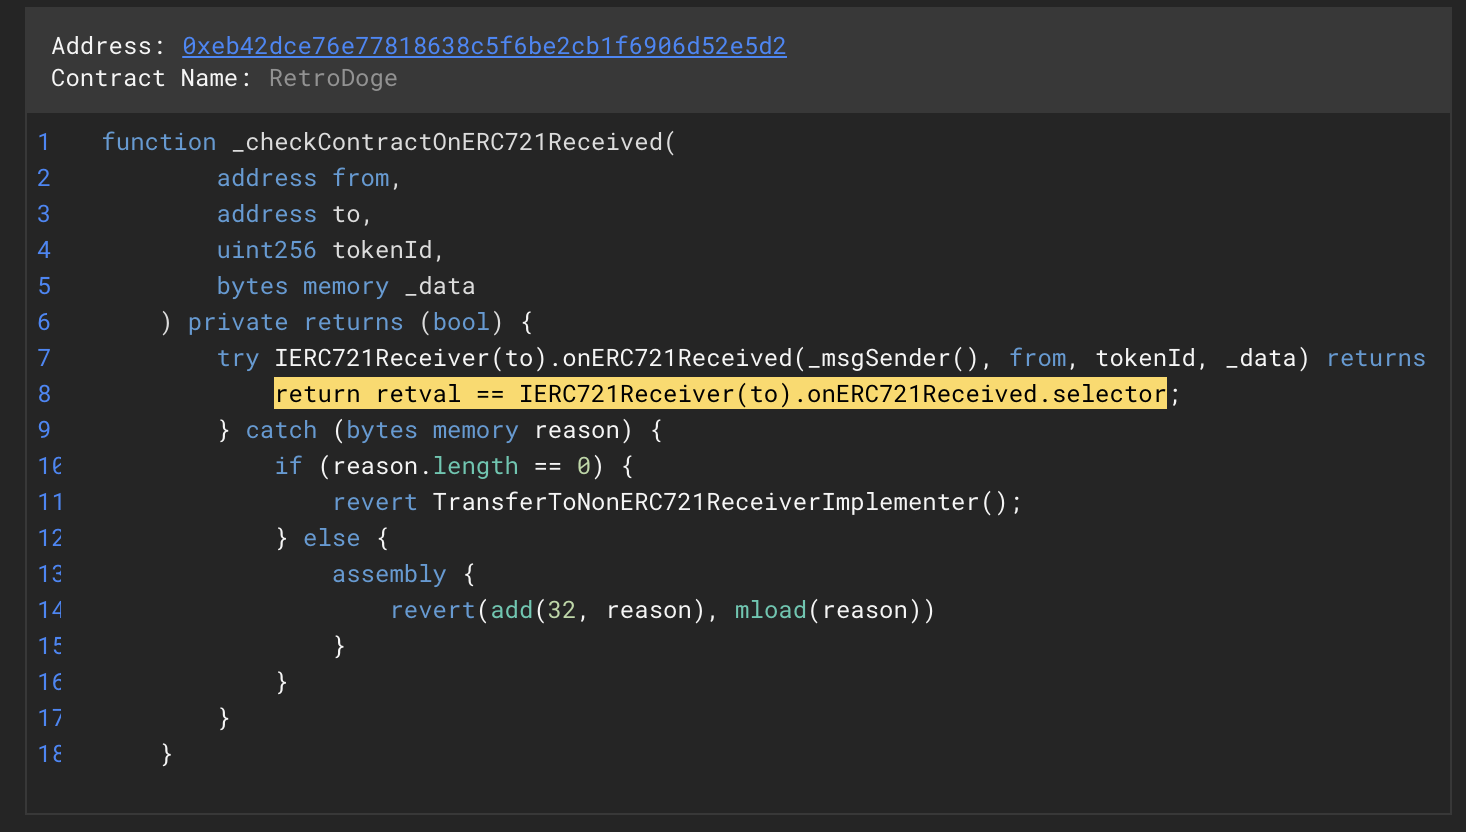 Address: 0xeb42dce76e77818638c5f6be2cb1f6906d52e5d2
Contract Name: RetroDoge
1 function _checkContractOnERC721Received(
2 address from,
3 address to,
4 uint256 tokenId,
5 bytes memory _data
6 ) private returns (bool) {
7 try IERC721Receiver(to).onERC721Received(_msgSender(), from, tokenId, _data) returns
8 return retval == IERC721Receiver(to).onERC721Received.selector;
9 } catch (bytes memory reason) {
10 if (reason.length == 0) {
11 revert TransferToNonERC721ReceiverImplementer();
12 } else {
13 assembly {
14 revert(add(32, reason), mload(reason))
15 }
16 }
17 }
18 }